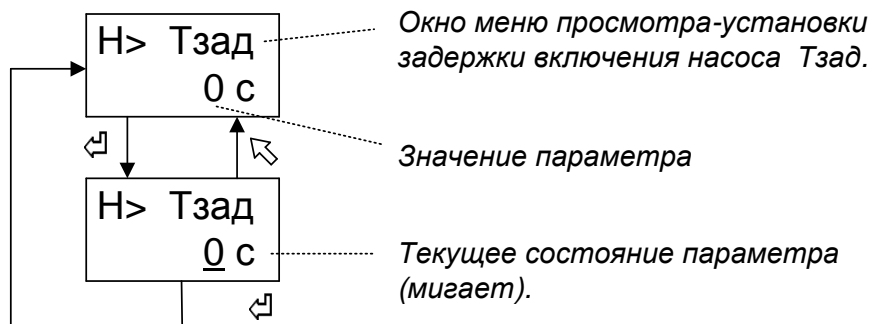 Н> Тзад
0 с
Окно меню просмотра-установки
задержки включения насоса Тзад.
Значение параметра
Н> Тзад
0 с
Текущее состояние параметра
(мигает).